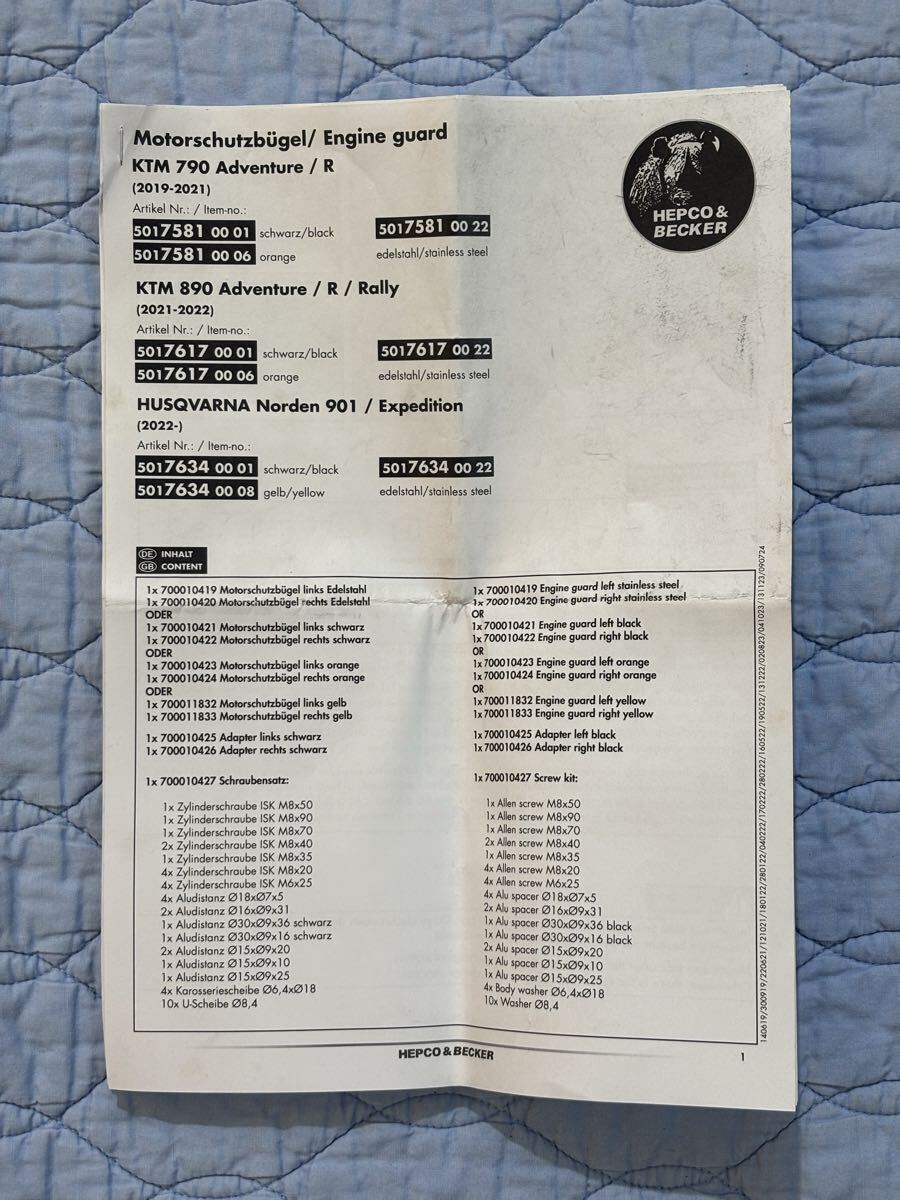 Motorschutzbügel/ Engine guard
KTM 790 Adventure / R
(2019-2021)
Artikel Nr.: / Item-no.:
5017581 00 01 schwarz/black 5017581 00 22
5017581 00 06 orange edelstahl/stainless steel
HEPCO &
BECKER
KTM 890 Adventure / R / Rally
(2021-2022)
Artikel Nr.: / Item-no.:
5017617 00 01 schwarz/black 5017617 00 22
5017617 00 06 orange edelstahl/stainless steel
HUSQVARNA Norden 901 / Expedition
(2022-)
Artikel Nr.: / Item-no.:
5017634 00 01 schwarz/black 5017634 00 22
5017634 00 08 gelb/yellow edelstahl/stainless steel
DE INHALT
GB CONTENT
1x 700010419 Motorschutzbügel links Edelstahl
1x 700010420 Motorschutzbügel rechts Edelstahl
ODER
1x 700010421 Motorschutzbügel links schwarz
1x 700010422 Motorschutzbügel rechts schwarz
ODER
1x 700010423 Motorschutzbügel links orange
1x 700010424 Motorschutzbügel rechts orange
ODER
1x 700011832 Motorschutzbügel links gelb
1x 700011833 Motorschutzbügel rechts gelb
1x 700010425 Adapter links schwarz
1x 700010426 Adapter rechts schwarz
1x 700010427 Schraubensatz:
1x Zylinderschraube ISK M8x50
1x Zylinderschraube ISK M8x90
1x Zylinderschraube ISK M8x70
2x Zylinderschraube ISK M8x40
1x Zylinderschraube ISK M8x35
4x Zylinderschraube ISK M8x20
4x Zylinderschraube ISK M6x25
4x Aludistanz Ø18xØ7x5
2x Aludistanz Ø16xØ9x31
1x Aludistanz Ø30xØ9x36 schwarz
1x Aludistanz Ø30xØ9x16 schwarz
2x Aludistanz Ø15xØ9x20
1x Aludistanz Ø15xØ9x10
1x Aludistanz Ø15xØ9x25
4x Karosseriescheibe Ø6,4xØ18
10x U-Scheibe Ø8,4
1x 700010419 Engine guard left stainless steel
1x 700010420 Engine guard right stainless steel
OR
1x 700010421 Engine guard left black
1x 700010422 Engine guard right black
OR
1x 700010423 Engine guard left orange
1x 700010424 Engine guard right orange
OR
1x 700011832 Engine guard left yellow
1x 700011833 Engine guard right yellow
1x 700010425 Adapter left black
1x 700010426 Adapter right black
1x 700010427 Screw kit:
1x Allen screw M8x50
1x Allen screw M8x90
1x Allen screw M8x70
2x Allen screw M8x40
1x Allen screw M8x35
4x Allen screw M8x20
4x Allen screw M6x25
4x Alu spacer Ø18xØ7x5
2x Alu spacer Ø16xØ9x31
1x Alu spacer Ø30xØ9x36 black
1x Alu spacer Ø30xØ9x16 black
2x Alu spacer Ø15xØ9x20
1x Alu spacer Ø15xØ9x10
1x Alu spacer Ø15xØ9x25
4x Body washer Ø6,4xØ18
10x Washer Ø8,4
140619/300919/220621/121021/180122/280122/040222/170222/280222/160522/190522/131222/020823/041023/131123/090724
HEPCO & BECKER
1